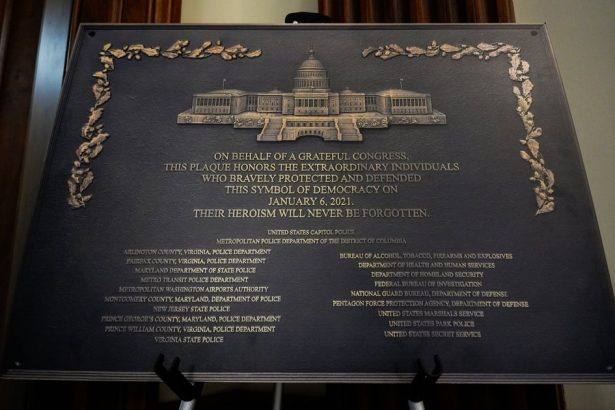 ON BEHALF OF A GRATEFUL CONGRESS,
THIS PLAQUE HONORS THE EXTRAORDINARY INDIVIDUALS
WHO BRAVELY PROTECTED AND DEFENDED
THIS SYMBOL OF DEMOCRACY ON
JANUARY 6, 2021.
THEIR HEROISM WILL NEVER BE FORGOTTEN.
UNITED STATES CAPITOL POLICE
METROPOLITAN POLICE DEPARTMENT OF THE DISTRICT OF COLUMBIA
ARLINGTON COUNTY, VIRGINIA, POLICE DEPARTMENT
FAIRFAX COUNTY, VIRGINIA, POLICE DEPARTMENT
MARYLAND DEPARTMENT OF STATE POLICE
METRO TRANSIT POLICE DEPARTMENT
METROPOLITAN WASHINGTON AIRPORTS AUTHORITY
MONTGOMERY COUNTY, MARYLAND, DEPARTMENT OF POLICE
NEW JERSEY STATE POLICE
PRINCE GEORGE'S COUNTY, MARYLAND, POLICE DEPARTMENT
PRINCE WILLIAM COUNTY, VIRGINIA, POLICE DEPARTMENT
VIRGINIA STATE POLICE
BUREAU OF ALCOHOL, TOBACCO, FIREARMS AND EXPLOSIVES
DEPARTMENT OF HEALTH AND HUMAN SERVICES
DEPARTMENT OF HOMELAND SECURITY
FEDERAL BUREAU OF INVESTIGATION
NATIONAL GUARD BUREAU, DEPARTMENT OF DEFENSE
PENTAGON FORCE PROTECTION AGENCY, DEPARTMENT OF DEFENSE
UNITED STATES MARSHALS SERVICE
UNITED STATES PARK POLICE
UNITED STATES SECRET SERVICE